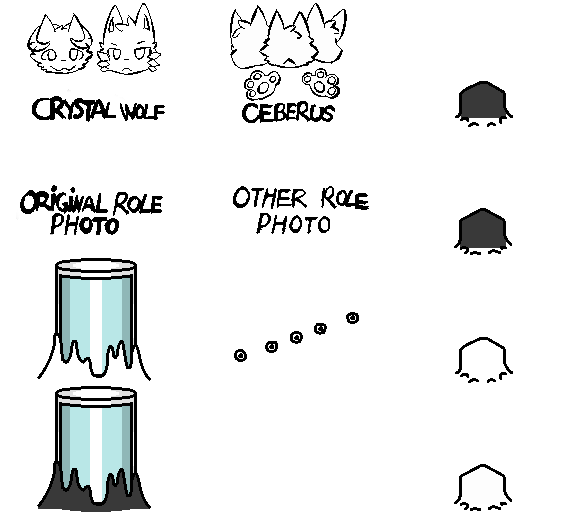 CRYSTAL WOLF
CEBERUS
ORIGINAL ROLE
PHOTO
OTHER ROLE
PHOTO